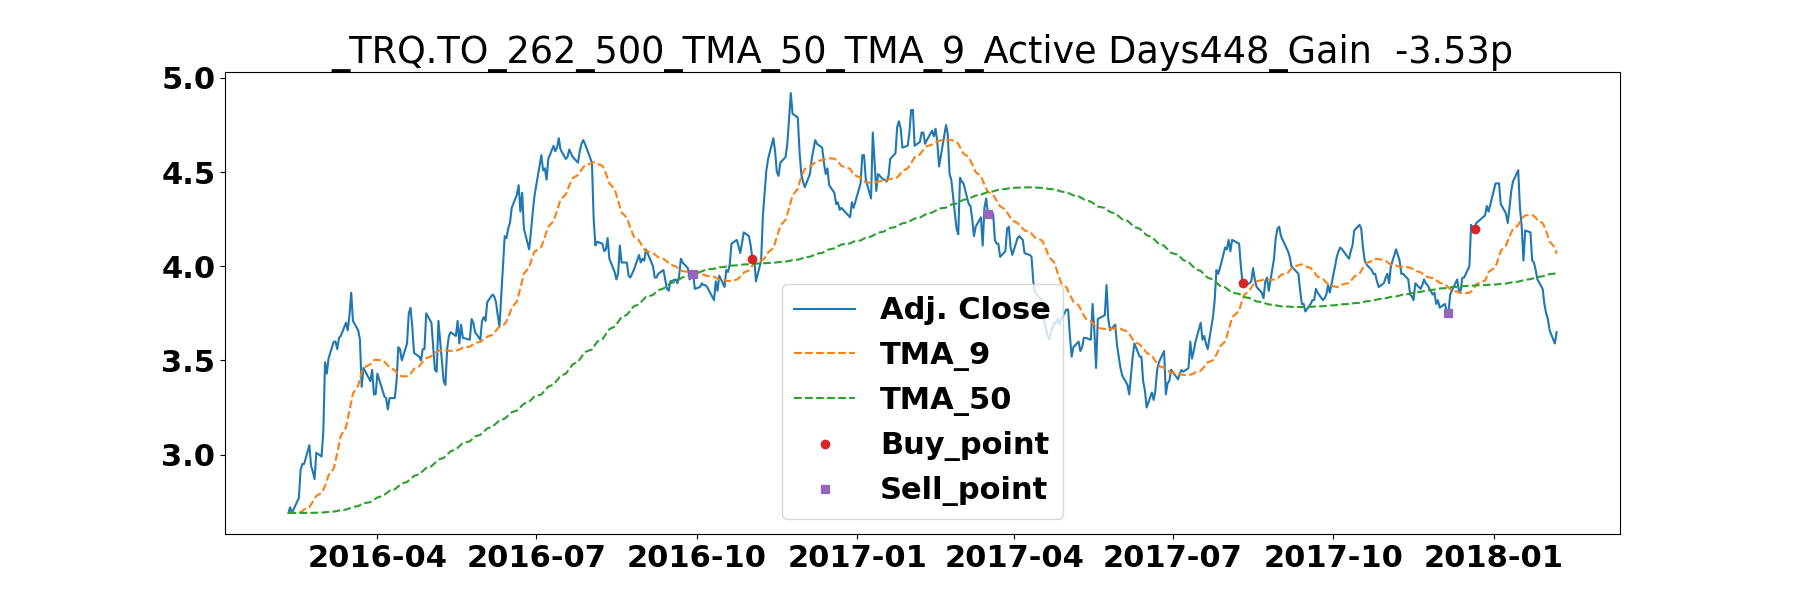 _TRQ.TO_262_500_TMA_50_TMA_9_Active Days448_Gain  -3.53p
5.0
4.5
4.0
3.5
3.0
Adj. Close
TMA_9
TMA_50
Buy_point
Sell_point
2016-04 2016-07 2016-10 2017-01 2017-04 2017-07 2017-10 2018-01